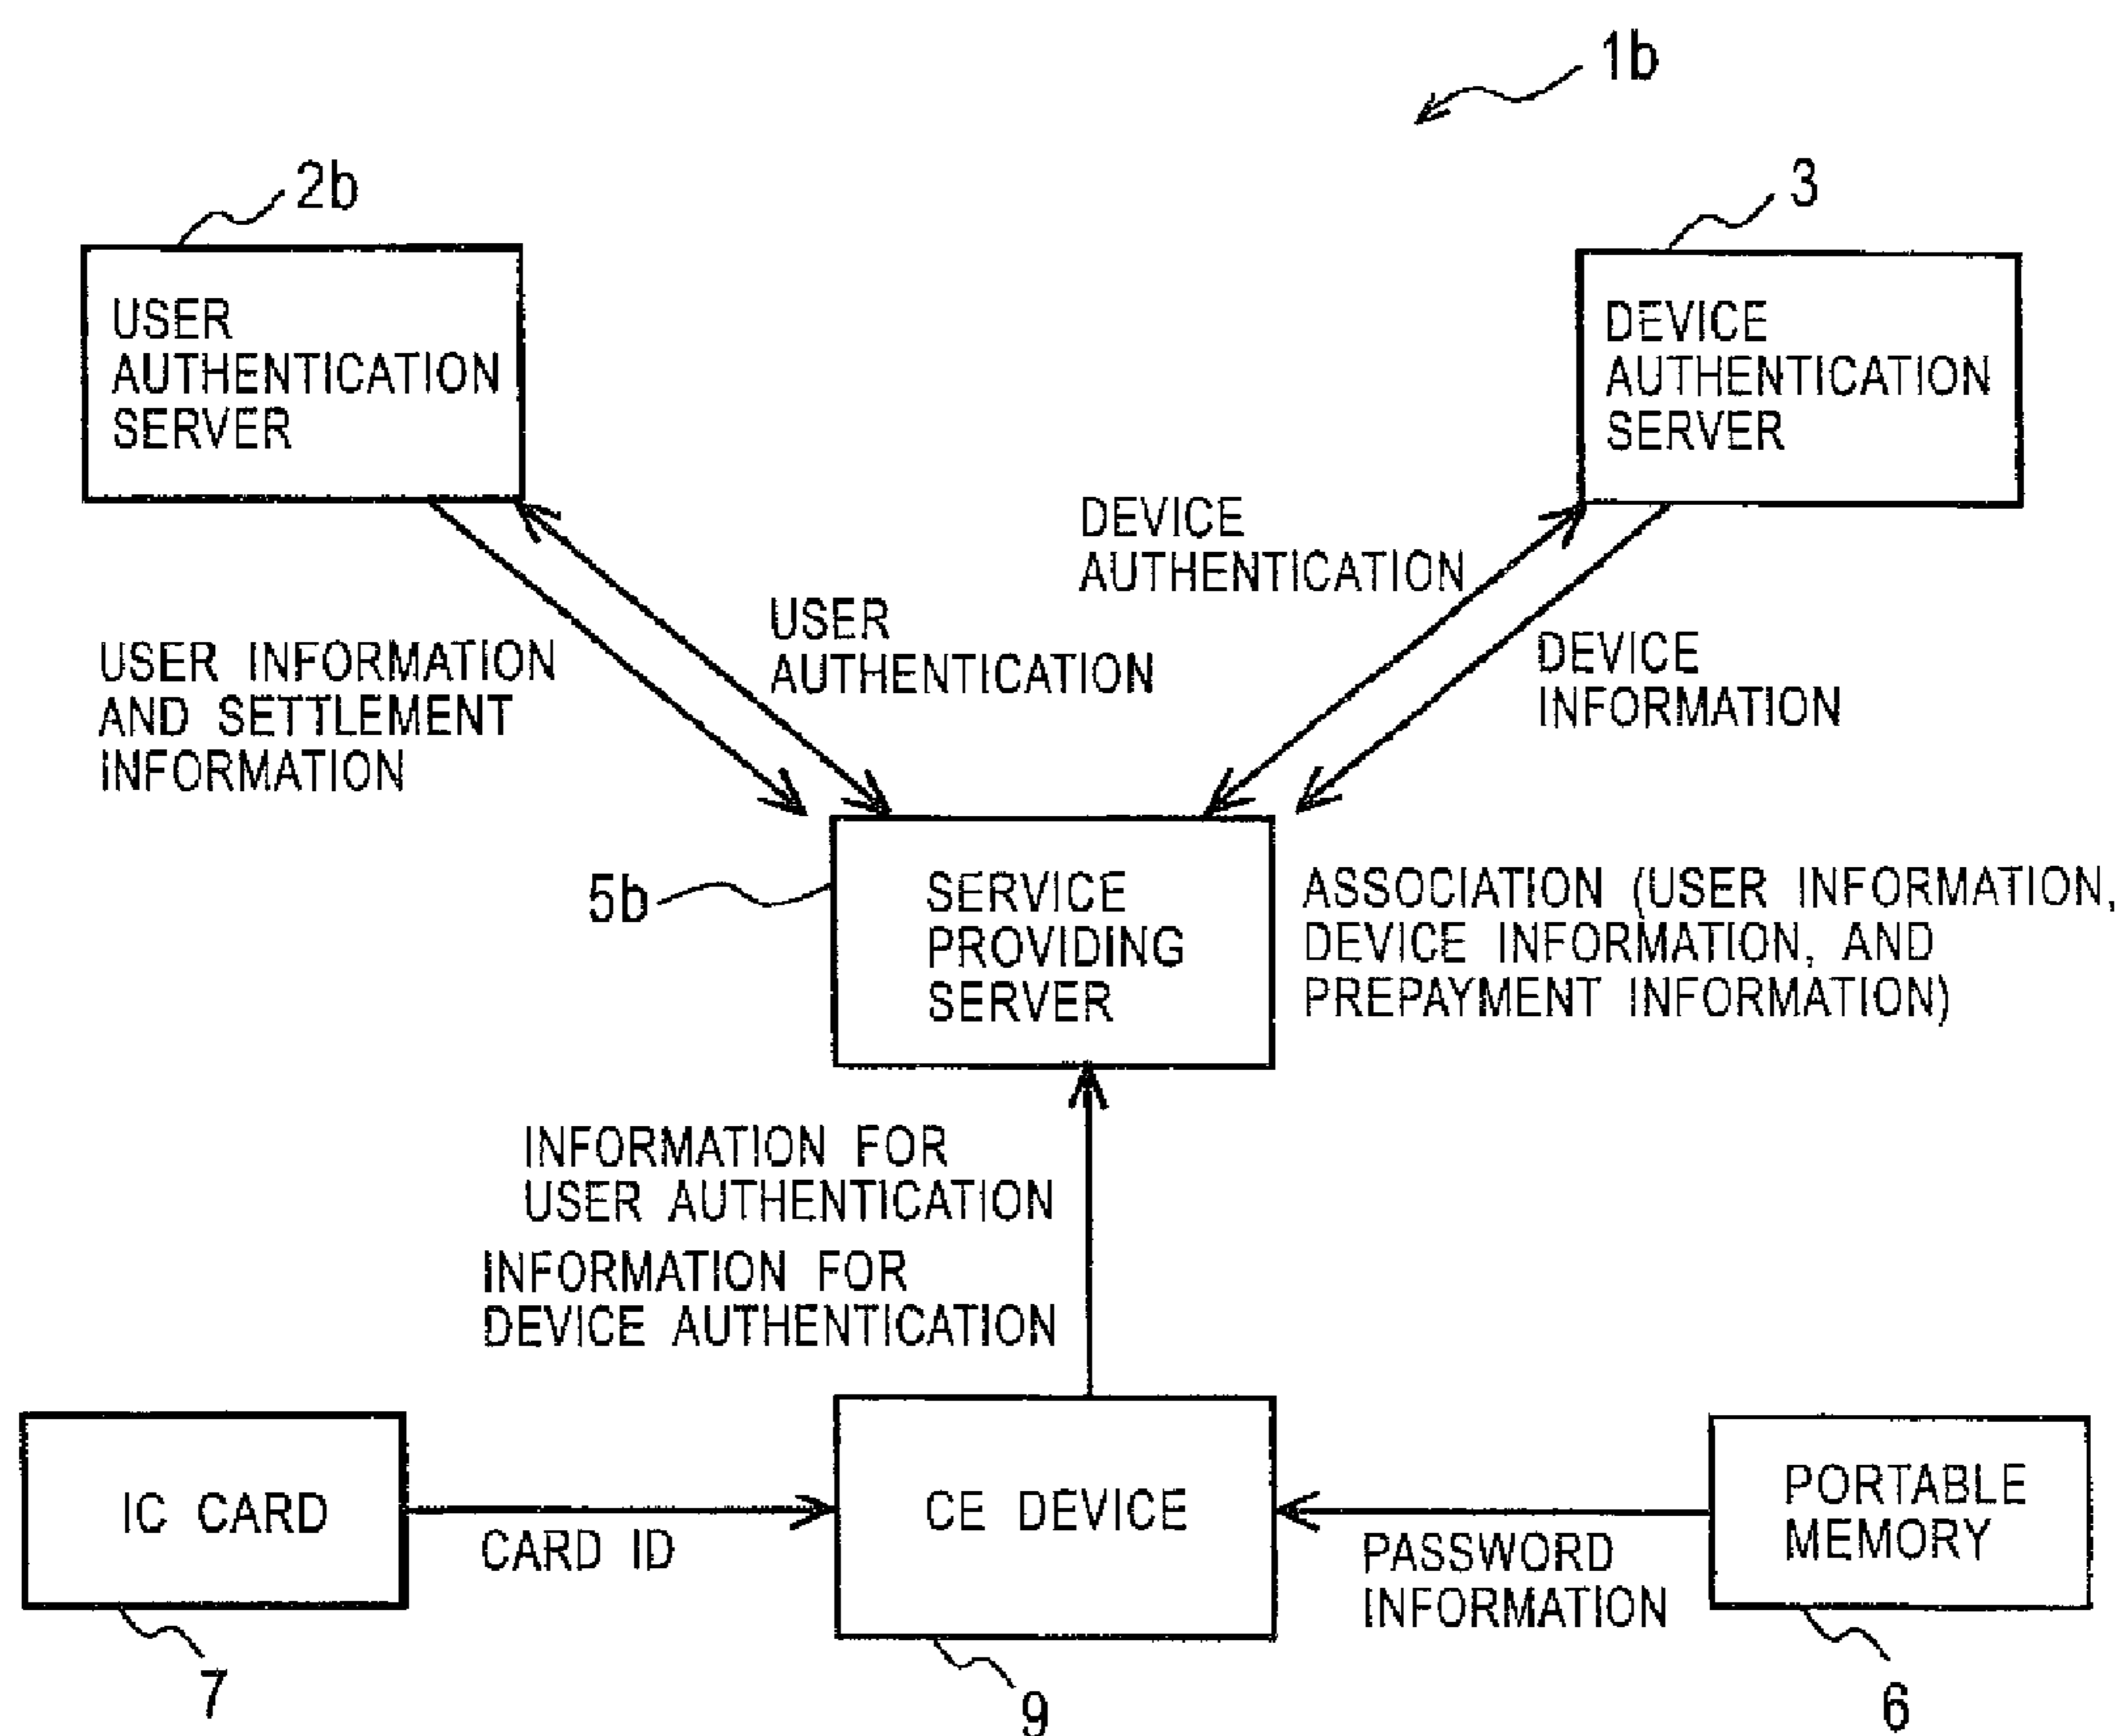 1b
2b
3
USER
AUTHENTICATION
SERVER
DEVICE
AUTHENTICATION
SERVER
DEVICE
AUTHENTICATION
USER
AUTHENTICATION
USER INFORMATION
AND SETTLEMENT
INFORMATION
DEVICE
INFORMATION
5b
SERVICE
PROVIDING
SERVER
ASSOCIATION (USER INFORMATION,
DEVICE INFORMATION, AND
PREPAYMENT INFORMATION)
INFORMATION FOR
USER AUTHENTICATION
INFORMATION FOR
DEVICE AUTHENTICATION
IC CARD
CARD ID
CE DEVICE
PASSWORD
INFORMATION
PORTABLE
MEMORY
7
9
6